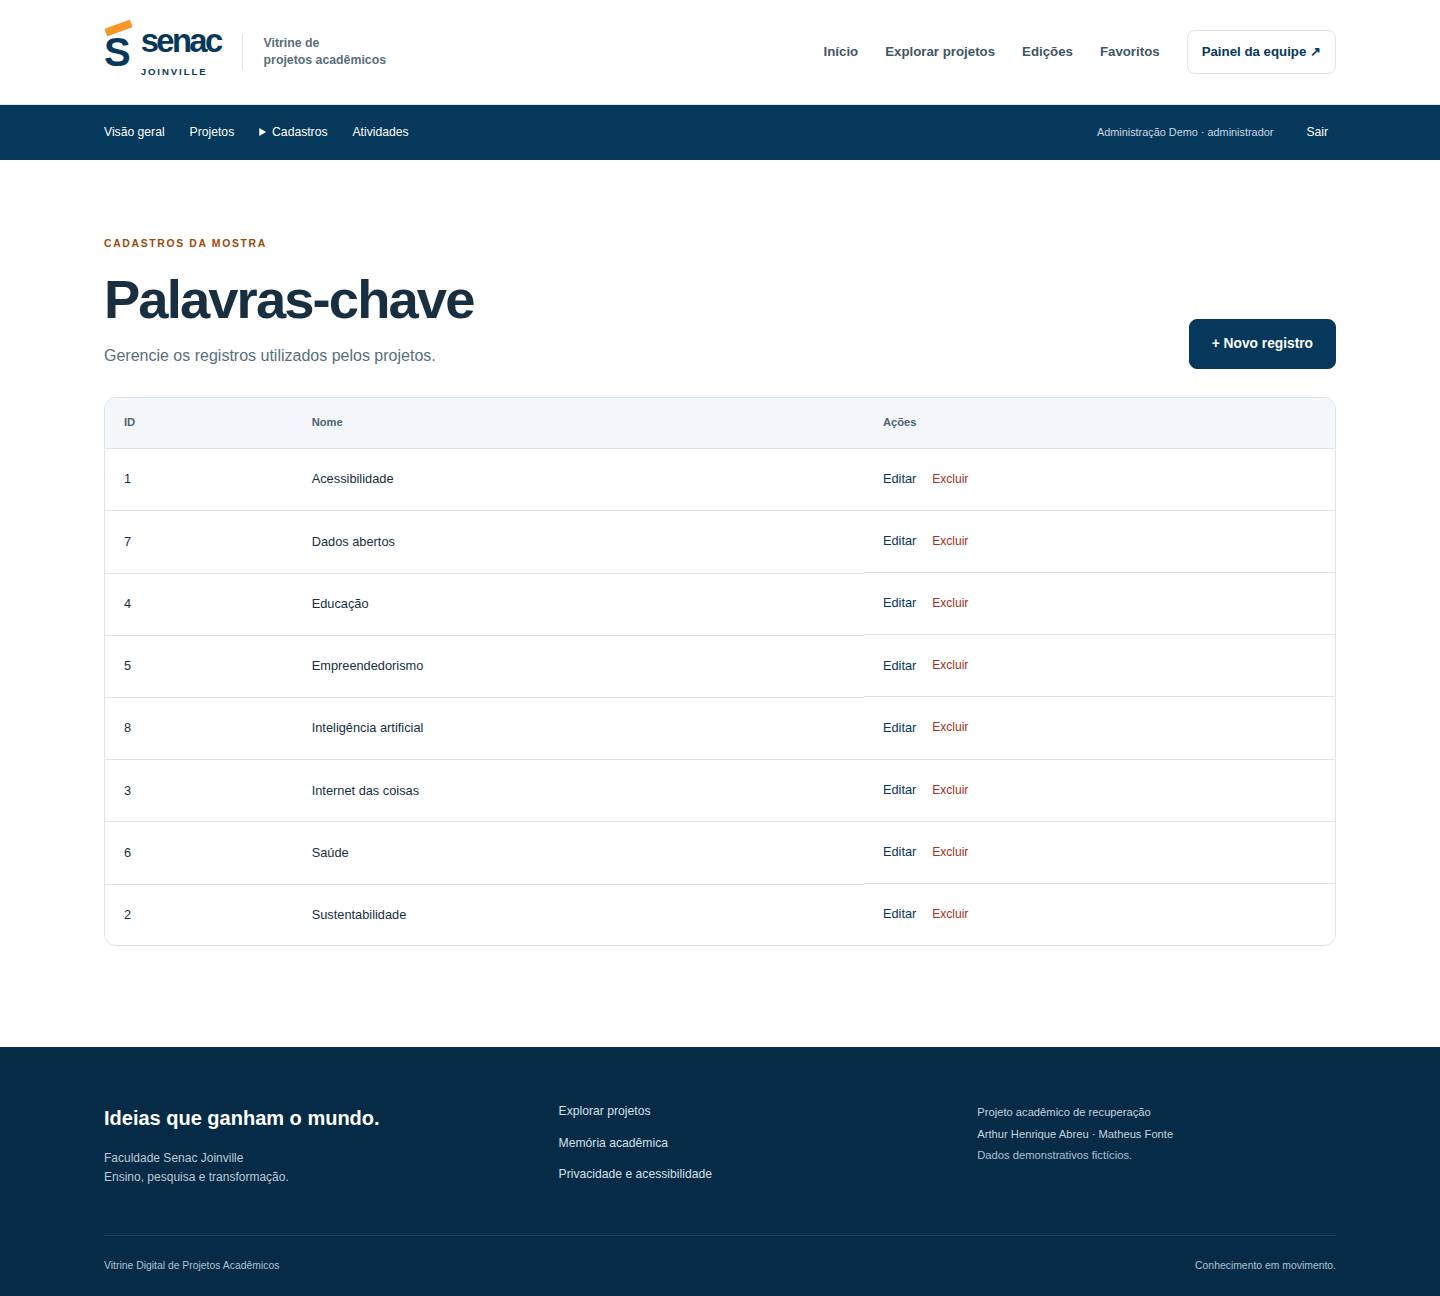 S senac
JOINVILLE
Vitrine de
projetos acadêmicos
Início Explorar projetos Edições Favoritos Painel da equipe ↗
Visão geral Projetos ▶ Cadastros Atividades Administração Demo · administrador Sair
CADASTROS DA MOSTRA
Palavras-chave
Gerencie os registros utilizados pelos projetos.
+ Novo registro
ID Nome Ações
1 Acessibilidade Editar Excluir
7 Dados abertos Editar Excluir
4 Educação Editar Excluir
5 Empreendedorismo Editar Excluir
8 Inteligência artificial Editar Excluir
3 Internet das coisas Editar Excluir
6 Saúde Editar Excluir
2 Sustentabilidade Editar Excluir
Ideias que ganham o mundo.
Faculdade Senac Joinville
Ensino, pesquisa e transformação.
Explorar projetos
Memória acadêmica
Privacidade e acessibilidade
Projeto acadêmico de recuperação
Arthur Henrique Abreu · Matheus Fonte
Dados demonstrativos fictícios.
Vitrine Digital de Projetos Acadêmicos
Conhecimento em movimento.